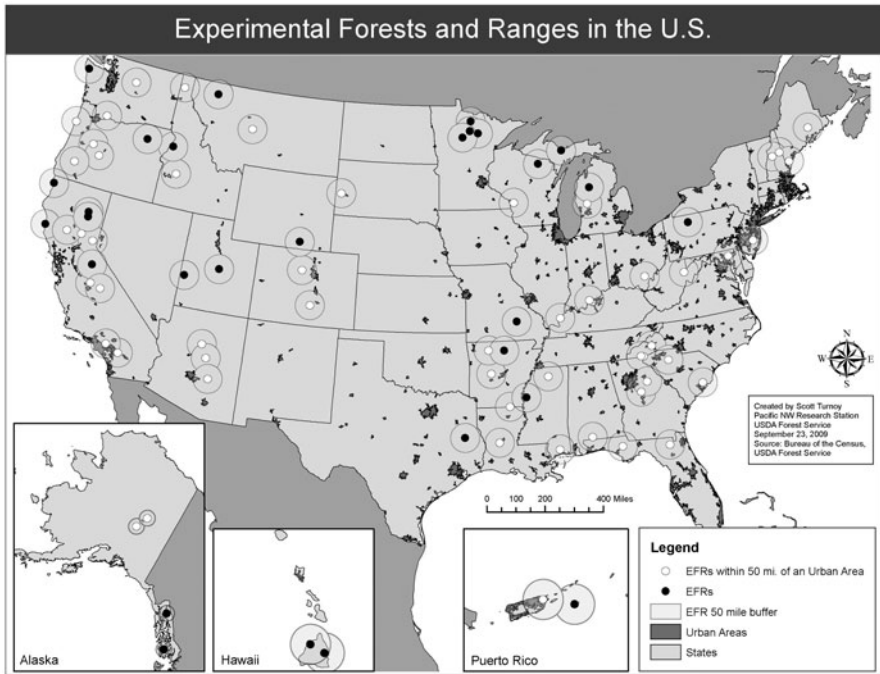 Experimental Forests and Ranges in the U.S.
N
W
E
S
Created by Scott Turnoy
Pacific NW Research Station
USDA Forest Service
September 23, 2009
Source: Bureau of the Census,
USDA Forest Service
0 100 200 400 Miles
Legend
EFRs within 50 mi. of an Urban Area
EFRs
EFR 50 mile buffer
Urban Areas
States
Alaska
Hawaii
Puerto Rico